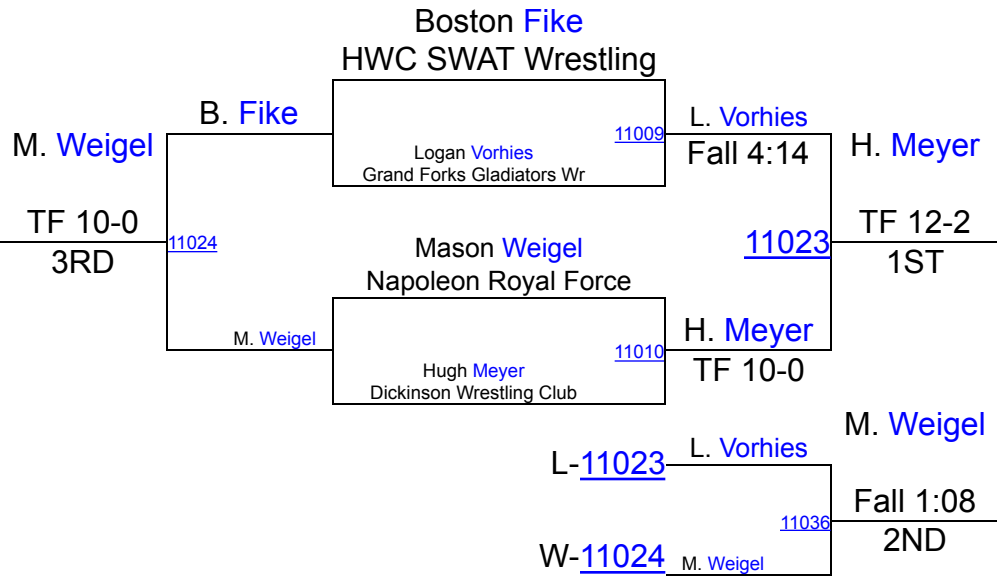 Boston Fike
HWC SWAT Wrestling
B. Fike
L. Vorhies
M. Weigel
11009
H. Meyer
Logan Vorhies
Fall 4:14
Grand Forks Gladiators Wr
TF 10-0
TF 12-2
11024
Mason Weigel
11023
3RD
1ST
Napoleon Royal Force
M. Weigel
H. Meyer
11010
Hugh Meyer
TF 10-0
Dickinson Wrestling Club
M. Weigel
L-11023
L. Vorhies
Fall 1:08
11036
2ND
W-11024
M. Weigel